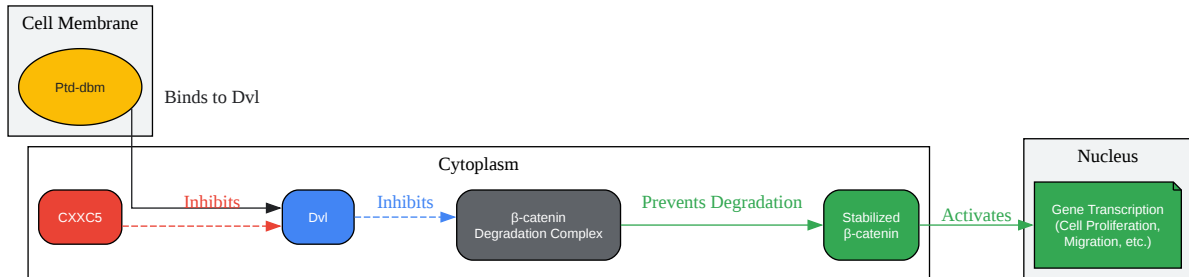 Cell Membrane
Ptd-dbm
Binds to Dvl
Cytoplasm
CXXC5
Inhibits
Dvl
Inhibits
β-catenin
Degradation Complex
Prevents Degradation
Stabilized
β-catenin
Activates
Nucleus
Gene Transcription
(Cell Proliferation,
Migration, etc.)